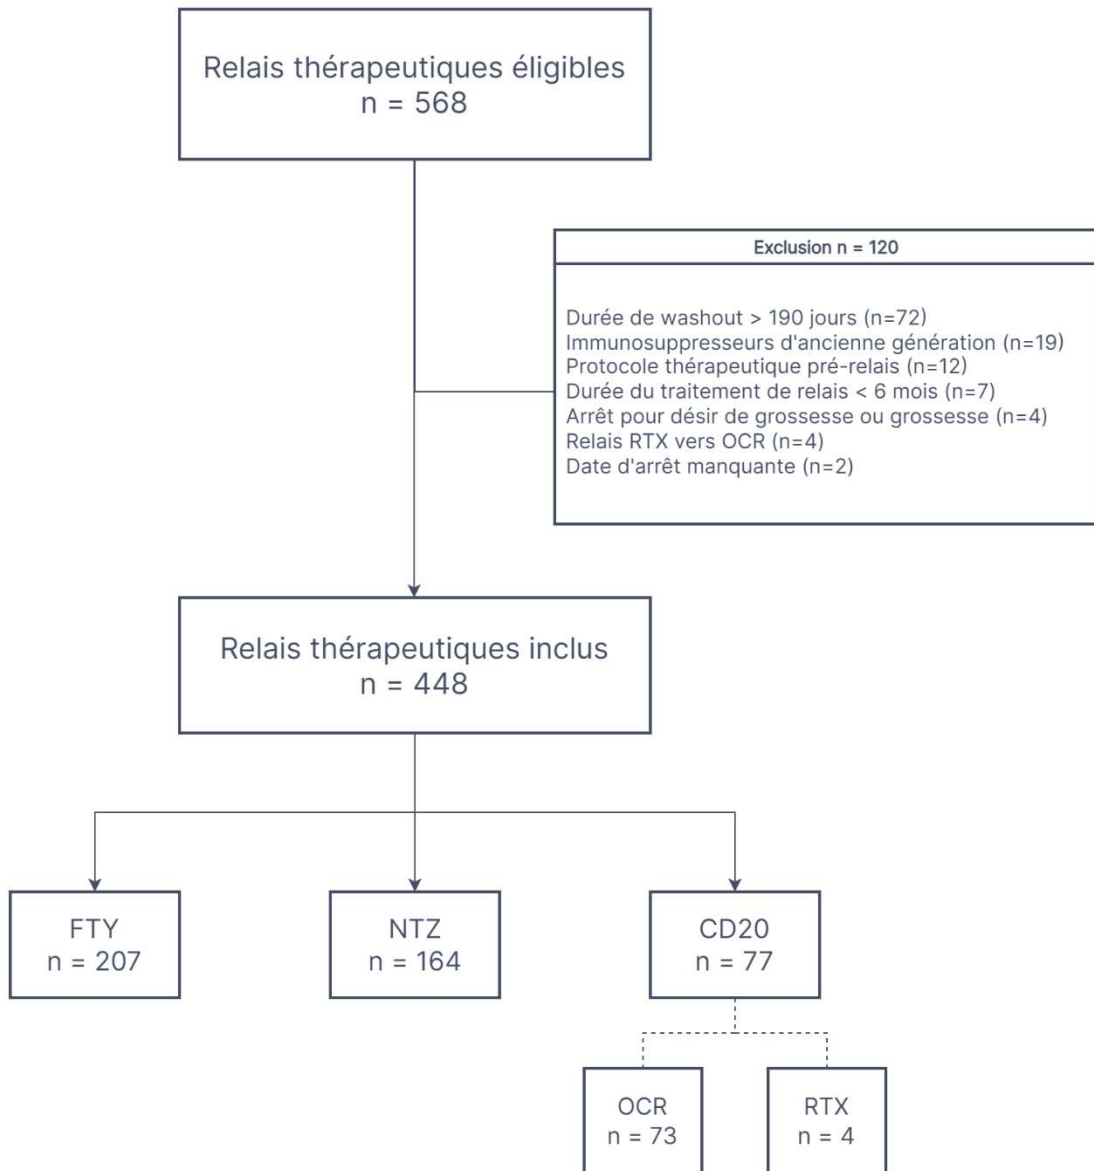 Relais thérapeutiques éligibles
n = 568
Exclusion n = 120
Durée de washout > 190 jours (n=72)
Immunosuppresseurs d'ancienne génération (n=19)
Protocole thérapeutique pré-relais (n=12)
Durée du traitement de relais < 6 mois (n=7)
Arrêt pour désir de grossesse ou grossesse (n=4)
Relais RTX vers OCR (n=4)
Date d'arrêt manquante (n=2)
Relais thérapeutiques inclus
n = 448
FTY
n = 207
NTZ
n = 164
CD20
n = 77
OCR
n = 73
RTX
n = 4